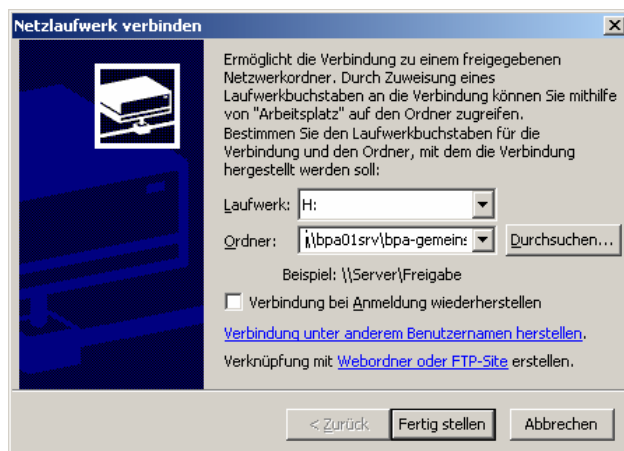 Netzlaufwerk verbinden
Ermöglicht die Verbindung zu einem freigegebenen
Netzwerkordner. Durch Zuweisung eines
Laufwerkbuchstaben an die Verbindung können Sie mithilfe
von "Arbeitsplatz" auf den Ordner zugreifen.
Bestimmen Sie den Laufwerkbuchstaben für die
Verbindung und den Ordner, mit dem die Verbindung
hergestellt werden soll:
Laufwerk: H:
Ordner: \\bpa01srv\bpa-gemeins Durchsuchen...
Beispiel: \\Server\Freigabe
Verbindung bei Anmeldung wiederherstellen
Verbindung unter anderem Benutzernamen herstellen.
Verknüpfung mit Webordner oder FTP-Site erstellen.
< Zurück Fertig stellen Abbrechen